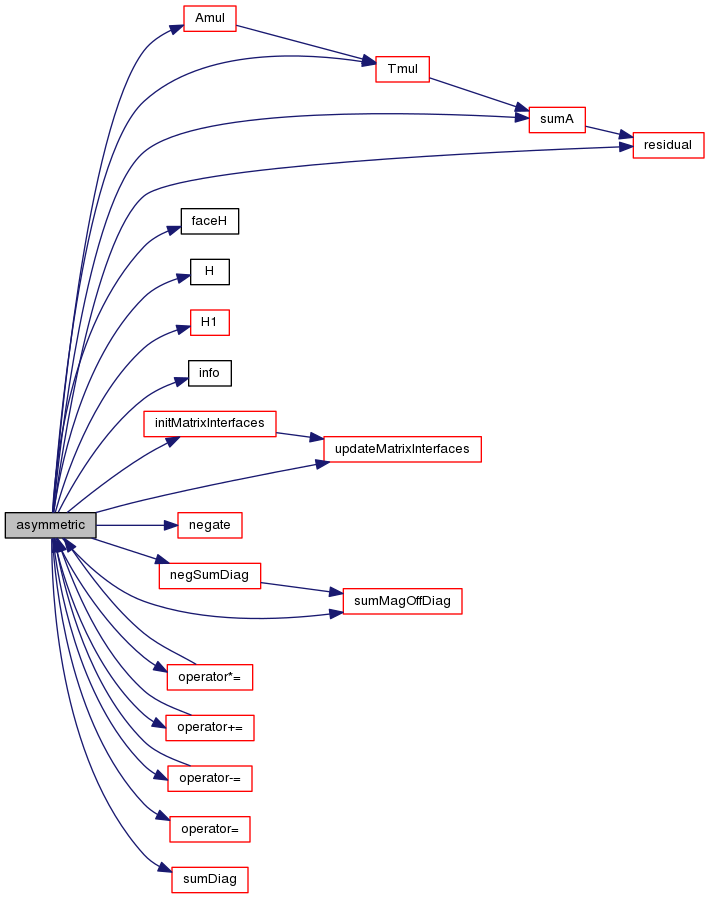 Amul
Tmul
sumA
residual
faceH
H
H1
info
initMatrixInterfaces
updateMatrixInterfaces
asymmetric
negate
negSumDiag
sumMagOffDiag
operator*=
operator+=
operator-=
operator=
sumDiag